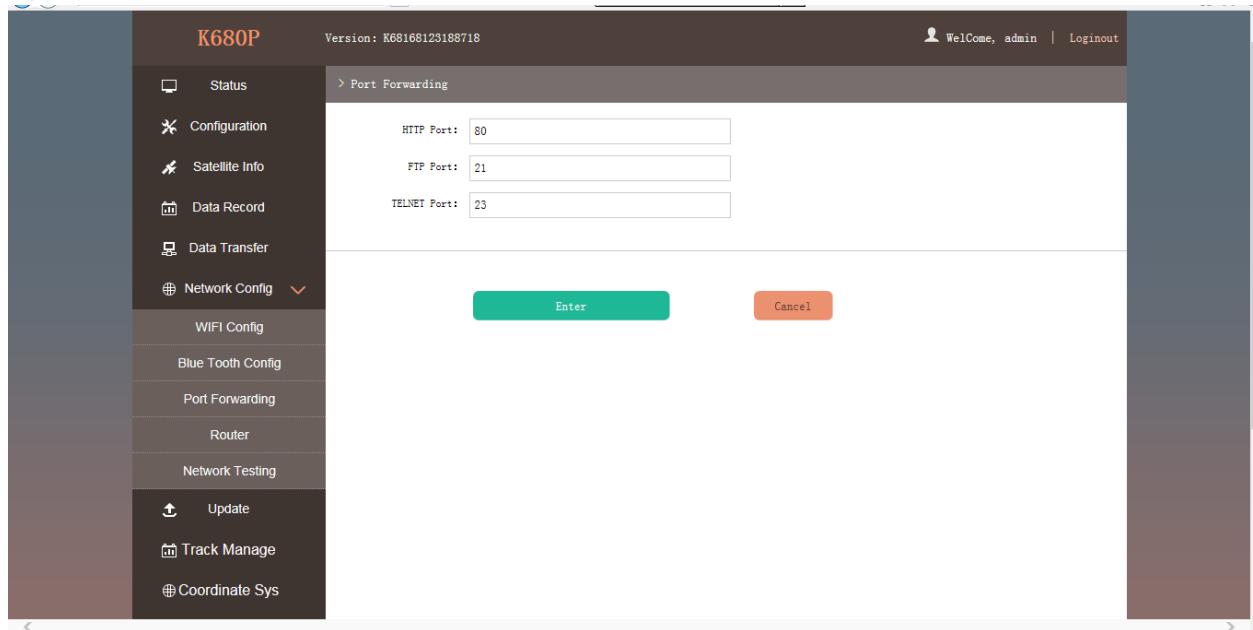 K680P Version: K68168123188718 WelCome, admin | Loginout
Status
Configuration
Satellite Info
Data Record
Data Transfer
Network Config
WIFI Config
Blue Tooth Config
Port Forwarding
Router
Network Testing
Update
Track Manage
Coordinate Sys
> Port Forwarding
HTTP Port: 80
FTP Port: 21
TELNET Port: 23
Enter Cancel